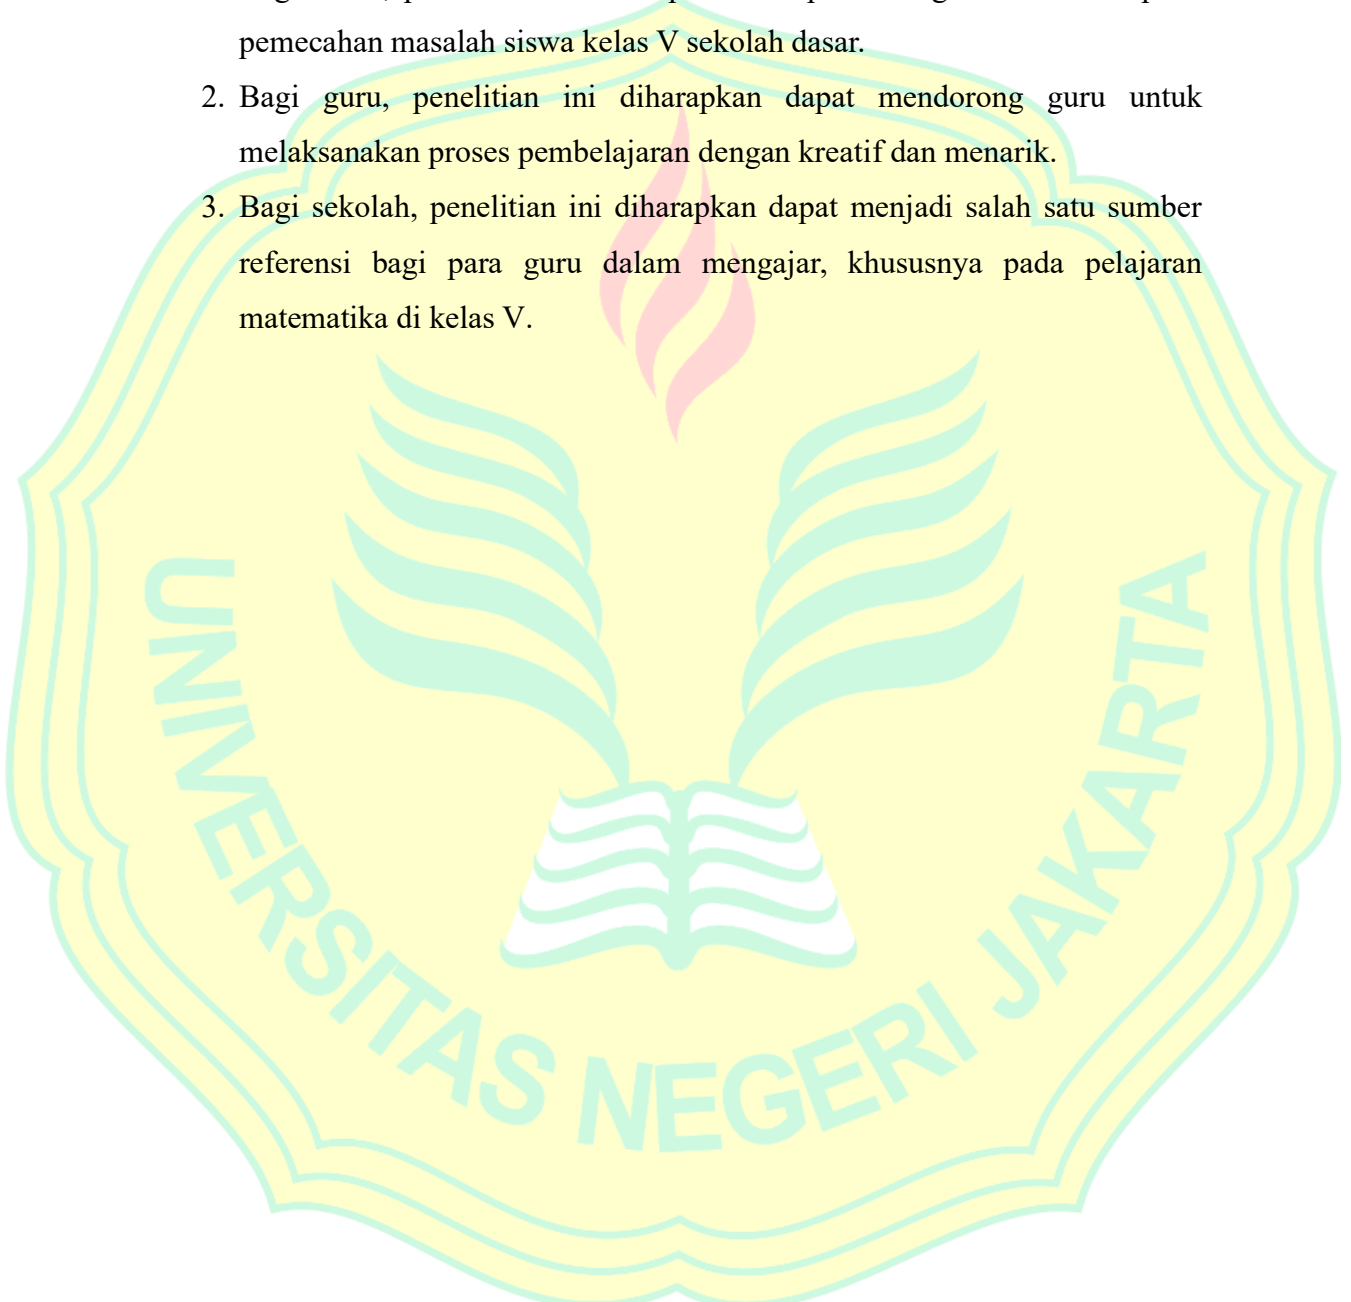 pemecahan masalah siswa kelas V sekolah dasar.
2. Bagi guru, penelitian ini diharapkan dapat mendorong guru untuk
melaksanakan proses pembelajaran dengan kreatif dan menarik.
3. Bagi sekolah, penelitian ini diharapkan dapat menjadi salah satu sumber
referensi bagi para guru dalam mengajar, khususnya pada pelajaran
matematika di kelas V.
UNIVERSITAS NEGERI JAKARTA